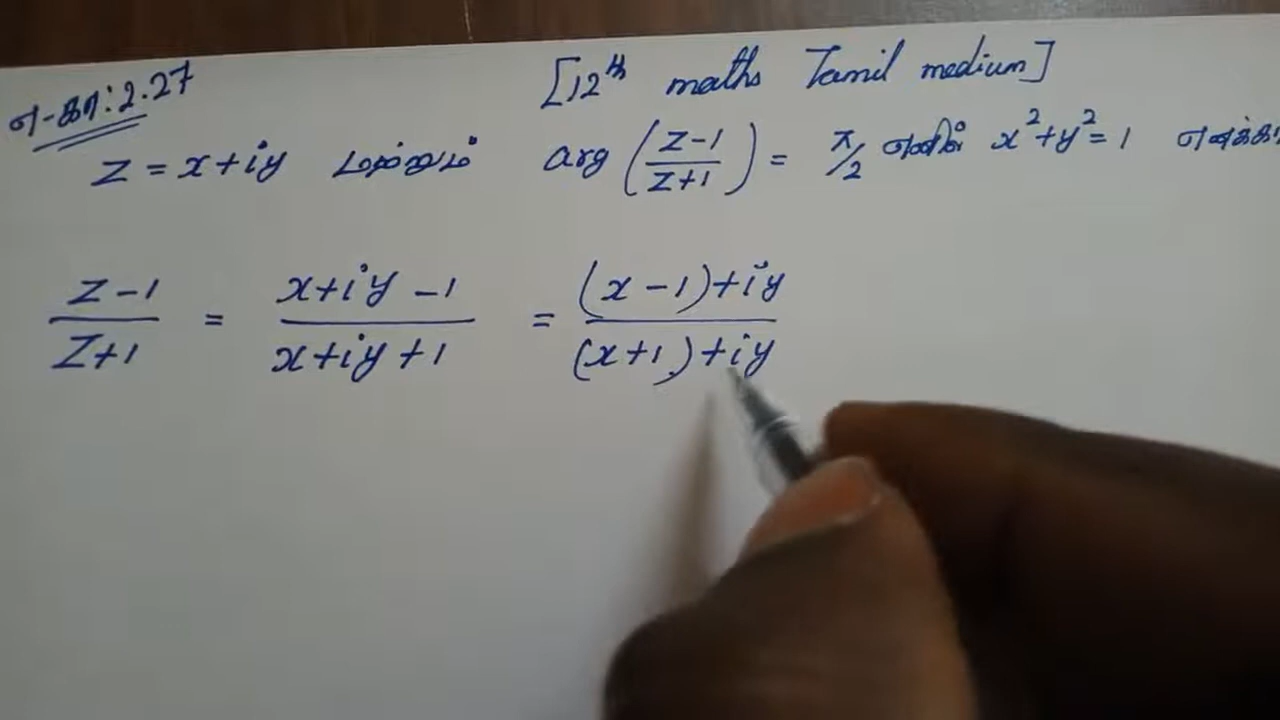 எ-கா:2.27
[12th maths Tamil medium]
z = x+iy மற்றும் arg (z-1/z+1) = π/2 எனில் x²+y²=1 எனக்கா
z-1/z+1 = x+iy-1/x+iy+1 = (x-1)+iy/(x+1)+iy